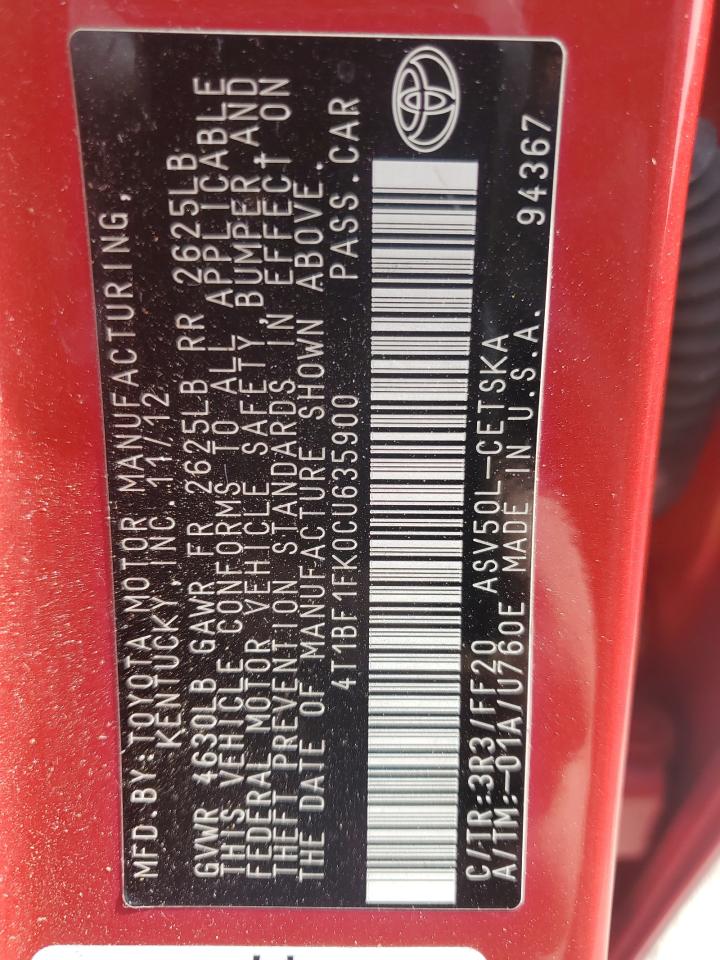 MFD.BY:TOYOTA MOTOR MANUFACTURING,
KENTUCKY,INC.11/12
GVWR 4630LB GAWR FR 2625LB RR 2625LB
THIS VEHICLE CONFORMS TO ALL APPLICABLE
FEDERAL MOTOR VEHICLE SAFETY,BUMPER,AND
THEFT PREVENTION STANDARDS IN EFFECT ON
THE DATE OF MANUFACTURE SHOWN ABOVE.
4T1BF1FK0CU635900 PASS.CAR
C/TR:3R3/FF20 ASV50L-CETSKA
A/TM:-01A/U760E MADE IN U.S.A. 94367